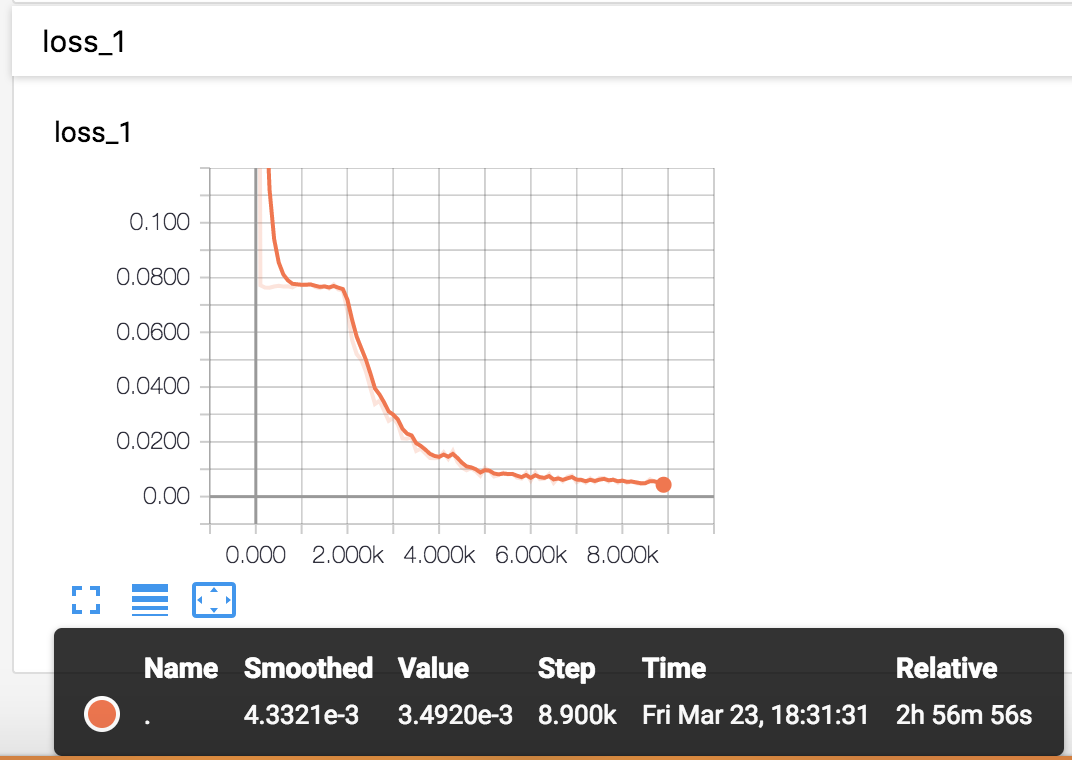 loss_1
loss_1
0.100
0.0800
0.0600
0.0400
0.0200
0.00
0.000 2.000k 4.000k 6.000k 8.000k
Name Smoothed Value Step Time Relative
. 4.3321e-3 3.4920e-3 8.900k Fri Mar 23, 18:31:31 2h 56m 56s